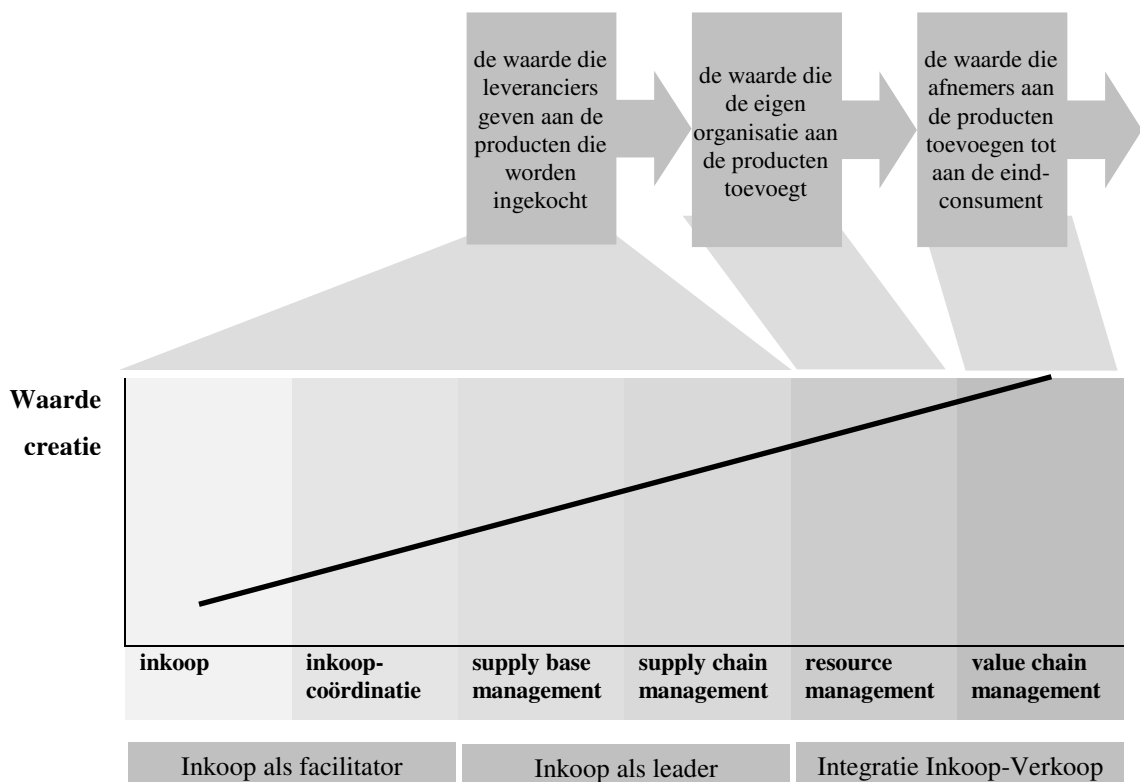 de waarde die
leveranciers
geven aan de
producten die
worden
ingekocht
de waarde die
de eigen
organisatie aan
de producten
toevoegt
de waarde die
afnemers aan
de producten
toevoegen tot
aan de eind-
consument
Waarde
creatie
inkoop
inkoop-
coördinatie
supply base
management
supply chain
management
resource
management
value chain
management
Inkoop als facilitator
Inkoop als leader
Integratie Inkoop-Verkoop